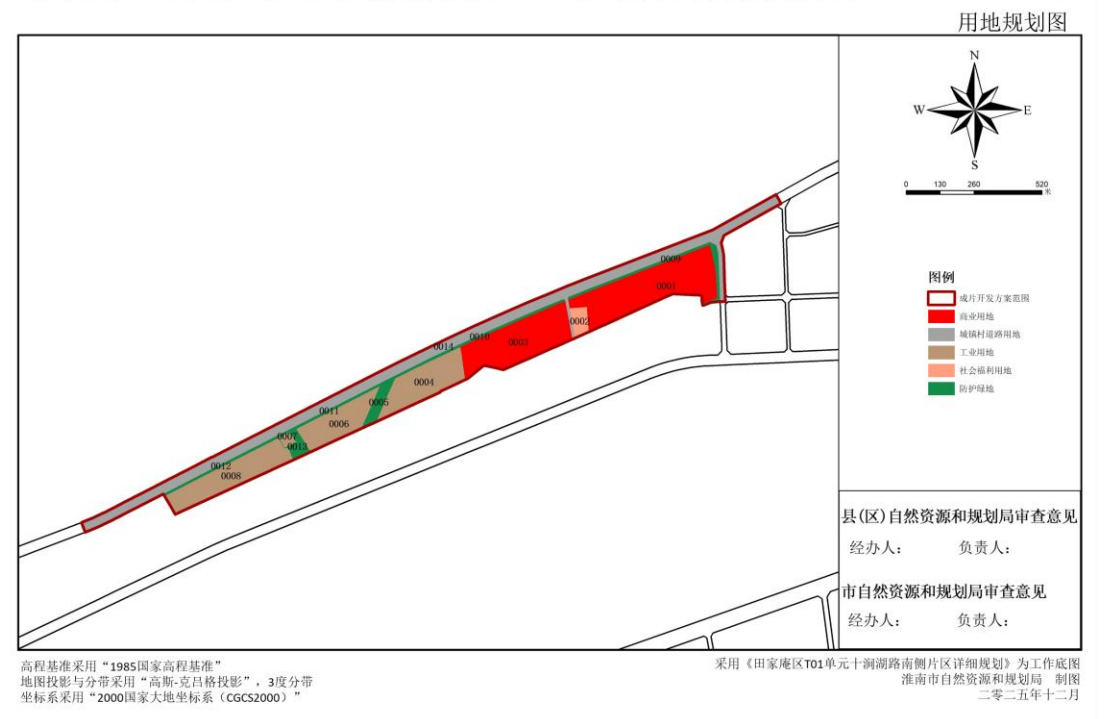 用地规划图
N
W
E
S
0 130 260 520
米
图例
成片开发方案范围
商业用地
城镇村道路用地
工业用地
社会福利用地
防护绿地
0009
0001
0002
0010
0003
0014
0004
0005
0011
0006
0007
0013
0012
0008
县(区)自然资源和规划局审查意见
经办人： 负责人：
市自然资源和规划局审查意见
经办人： 负责人：
高程基准采用“1985国家高程基准”
地图投影与分带采用“高斯-克吕格投影”，3度分带
坐标系采用“2000国家大地坐标系（CGCS2000）”
采用《田家庵区T01单元十涧湖路南侧片区详细规划》为工作底图
淮南市自然资源和规划局 制图
二零二五年十二月